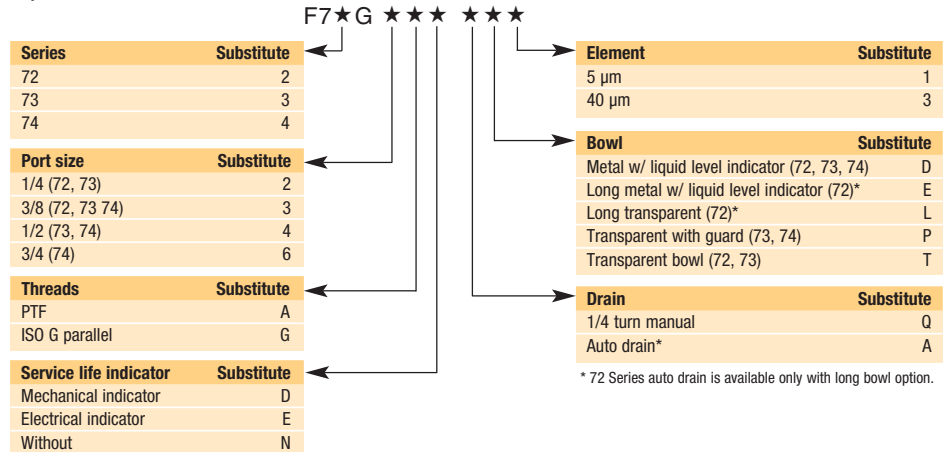 F7★G ★★★ ★★★
Series Substitute
72 2
73 3
74 4
Port size Substitute
1/4 (72, 73) 2
3/8 (72, 73 74) 3
1/2 (73, 74) 4
3/4 (74) 6
Threads Substitute
PTF A
ISO G parallel G
Service life indicator Substitute
Mechanical indicator D
Electrical indicator E
Without N
Element Substitute
5 µm 1
40 µm 3
Bowl Substitute
Metal w/ liquid level indicator (72, 73, 74) D
Long metal w/ liquid level indicator (72)* E
Long transparent (72)* L
Transparent with guard (73, 74) P
Transparent bowl (72, 73) T
Drain Substitute
1/4 turn manual Q
Auto drain* A
* 72 Series auto drain is available only with long bowl option.